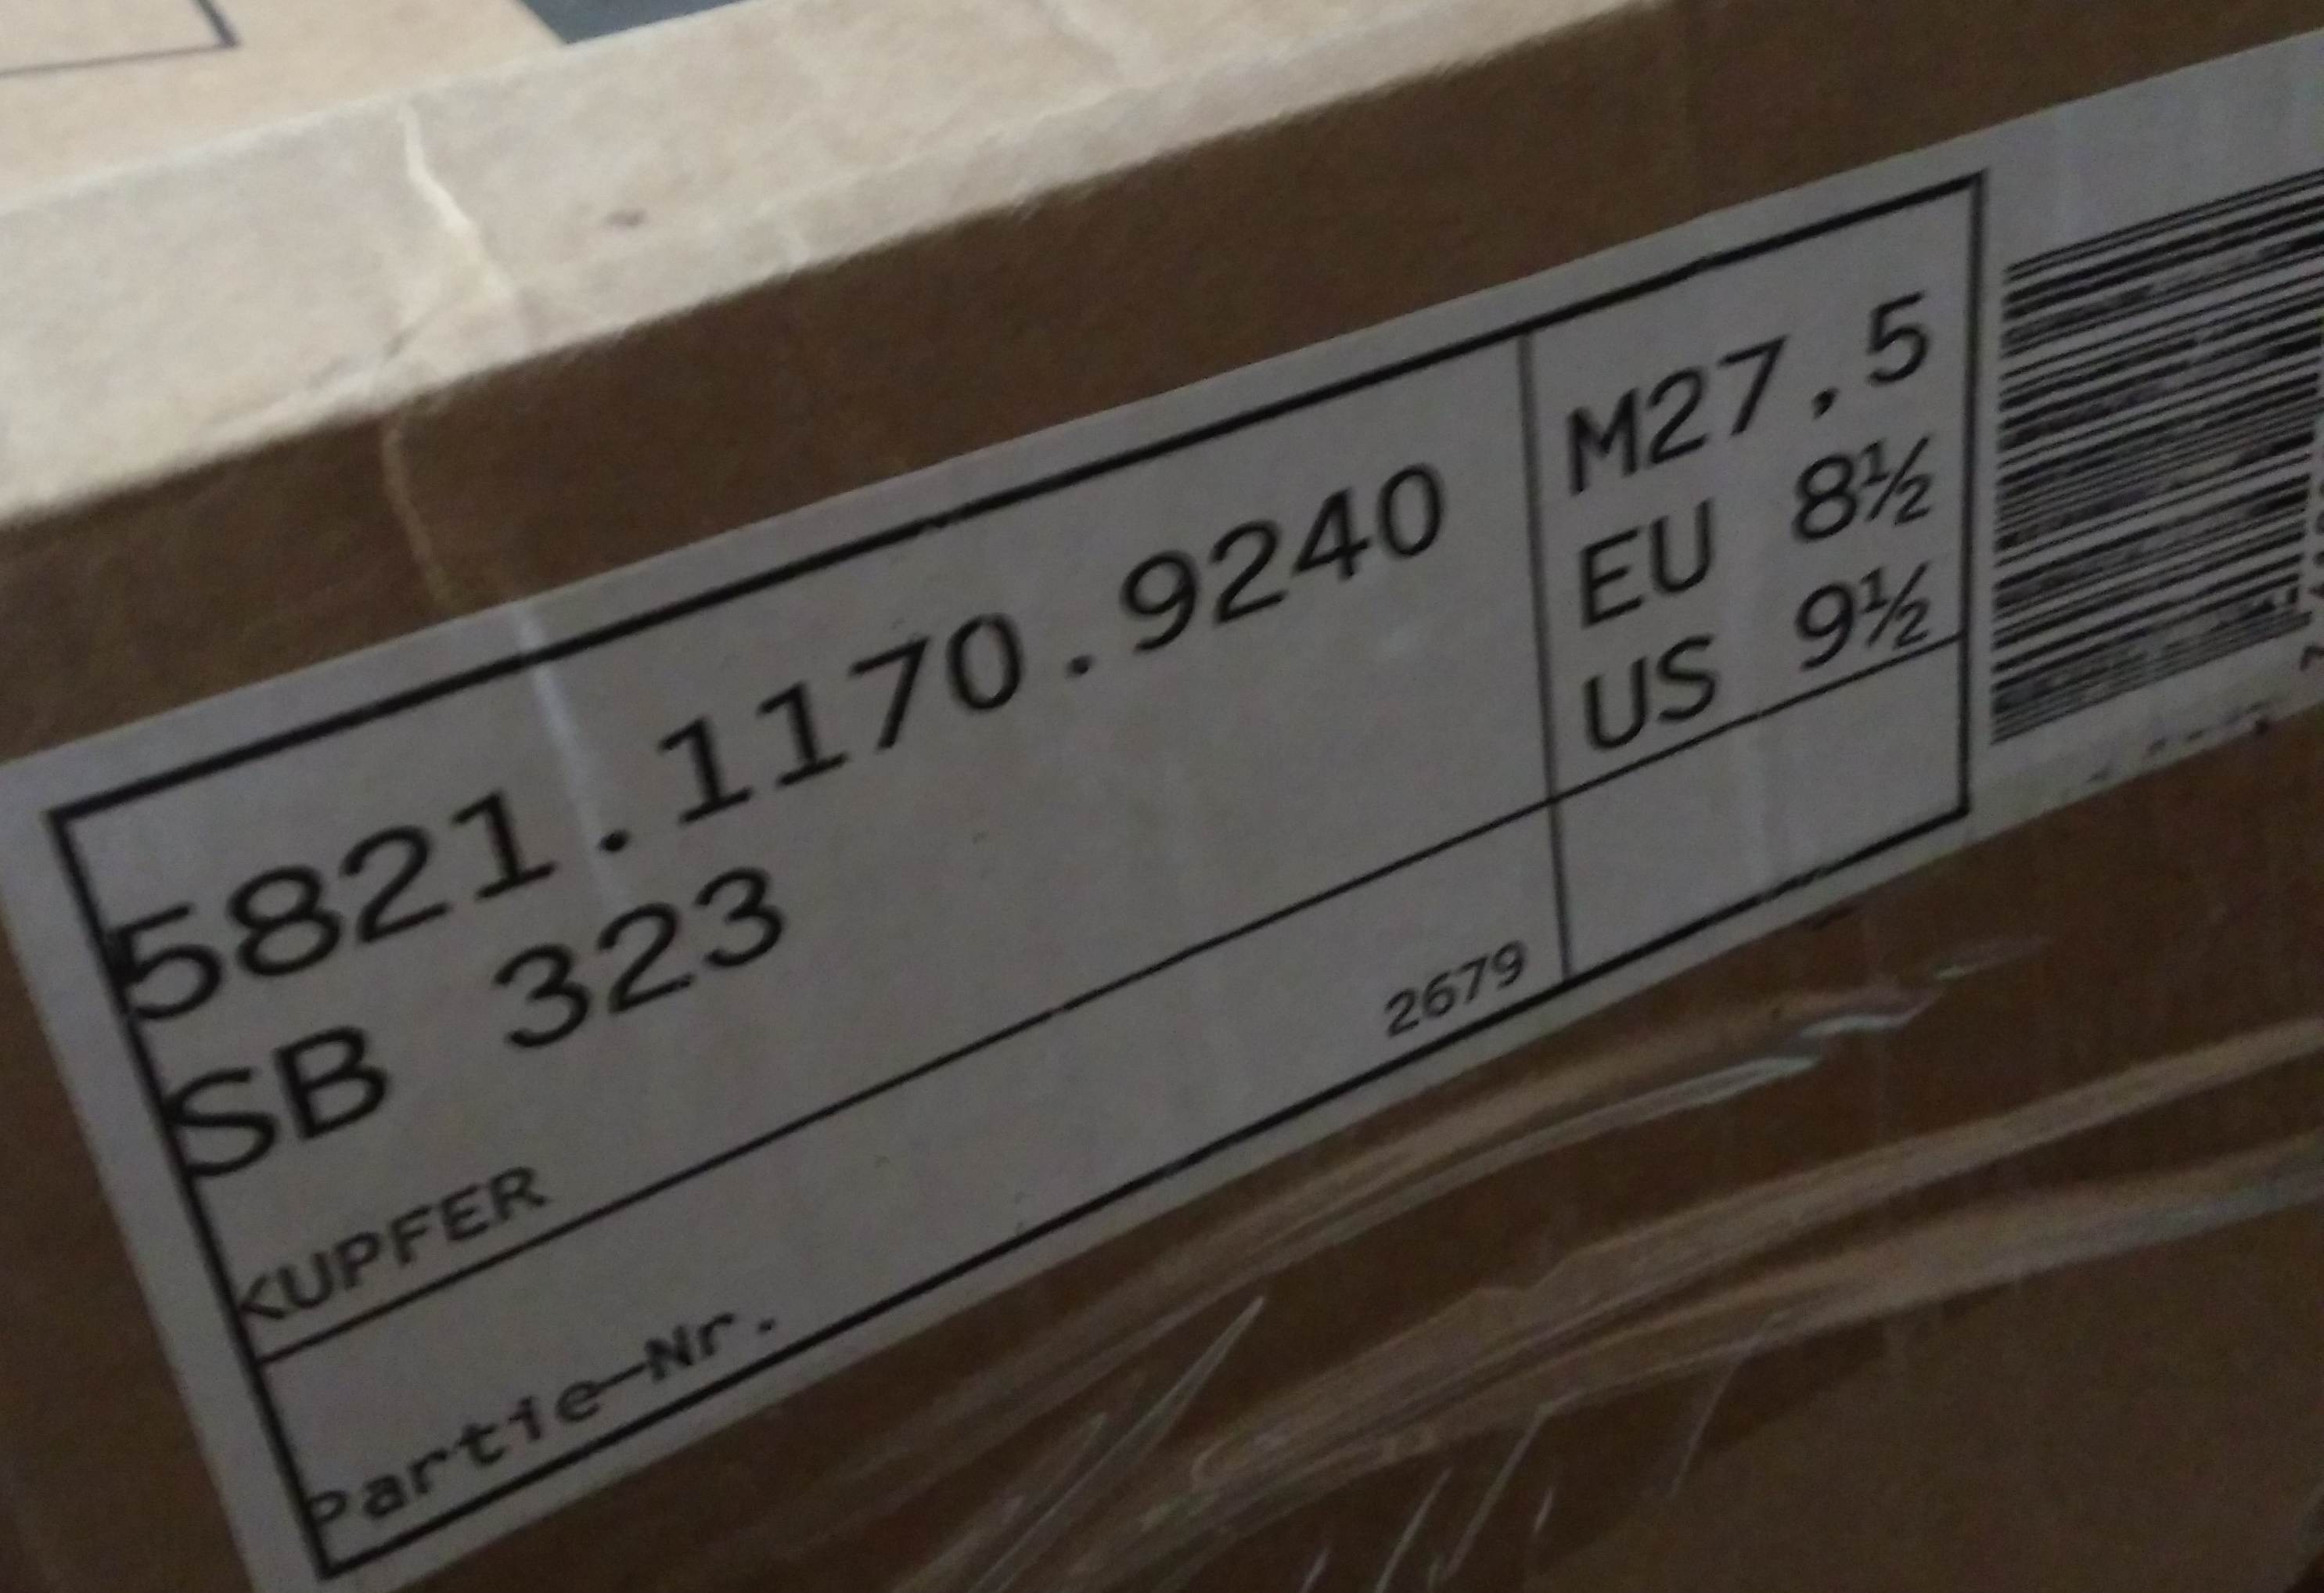 5821.1170.9240
SB 323
KUPFER
M27.5
EU 8½
US 9½
Partie-Nr.
2679